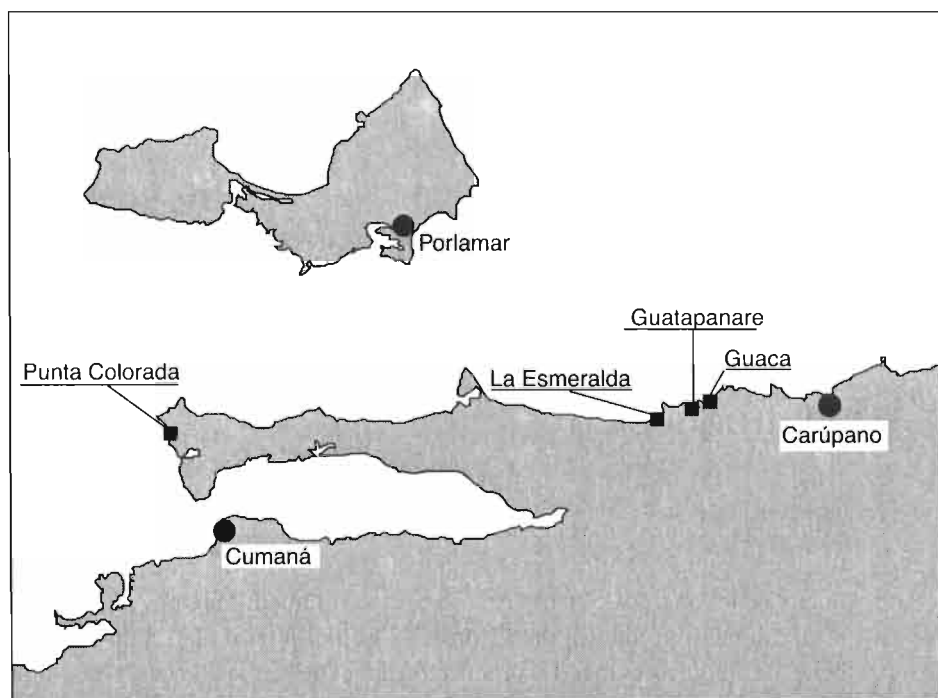 Porlamar
Guatapanare
Punta Colorada
La Esmeralda
Guaca
Carúpano
Cumaná